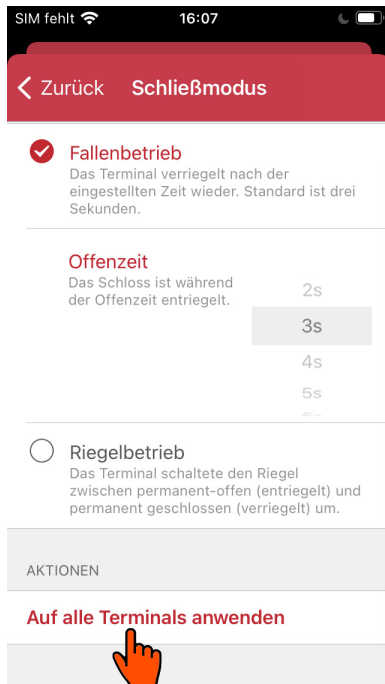 SIM fehlt 16:07
Zurück Schließmodus
Fallenbetrieb
Das Terminal verriegelt nach der
eingestellten Zeit wieder. Standard ist drei
Sekunden.
Offenzeit
Das Schloss ist während
der Offenzeit entriegelt.
2s
3s
4s
5s
Riegelbetrieb
Das Terminal schaltete den Riegel
zwischen permanent-offen (entriegelt) und
permanent geschlossen (verriegelt) um.
AKTIONEN
Auf alle Terminals anwenden